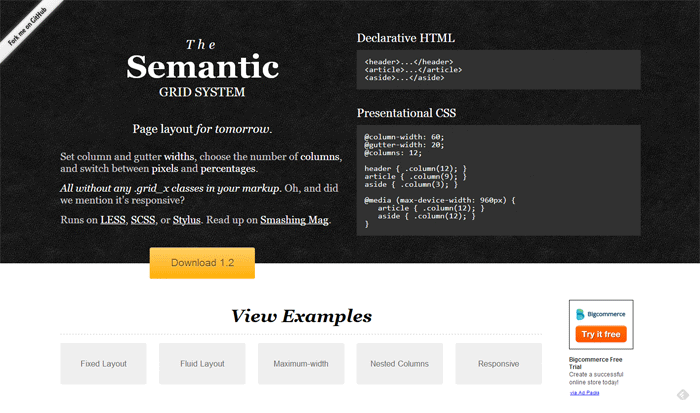 Fork me on GitHub
The
Semantic
GRID SYSTEM
Page layout for tomorrow.
Set column and gutter widths, choose the number of columns,
and switch between pixels and percentages.
All without any .grid_x classes in your markup. Oh, and did
we mention it's responsive?
Runs on LESS, SCSS, or Stylus. Read up on Smashing Mag.
Download 1.2
Declarative HTML
<header>...</header>
<article>...</article>
<aside>...</aside>
Presentational CSS
@column-width: 60;
@gutter-width: 20;
@columns: 12;
header { .column(12); }
article { .column(9); }
aside { .column(3); }
@media (max-device-width: 960px) {
article { .column(12); }
aside { .column(12); }
}
View Examples
Fixed Layout
Fluid Layout
Maximum-width
Nested Columns
Responsive
Bigcommerce
Try it free
Bigcommerce Free
Trial
Create a successful
online store today!
via Ad Packs